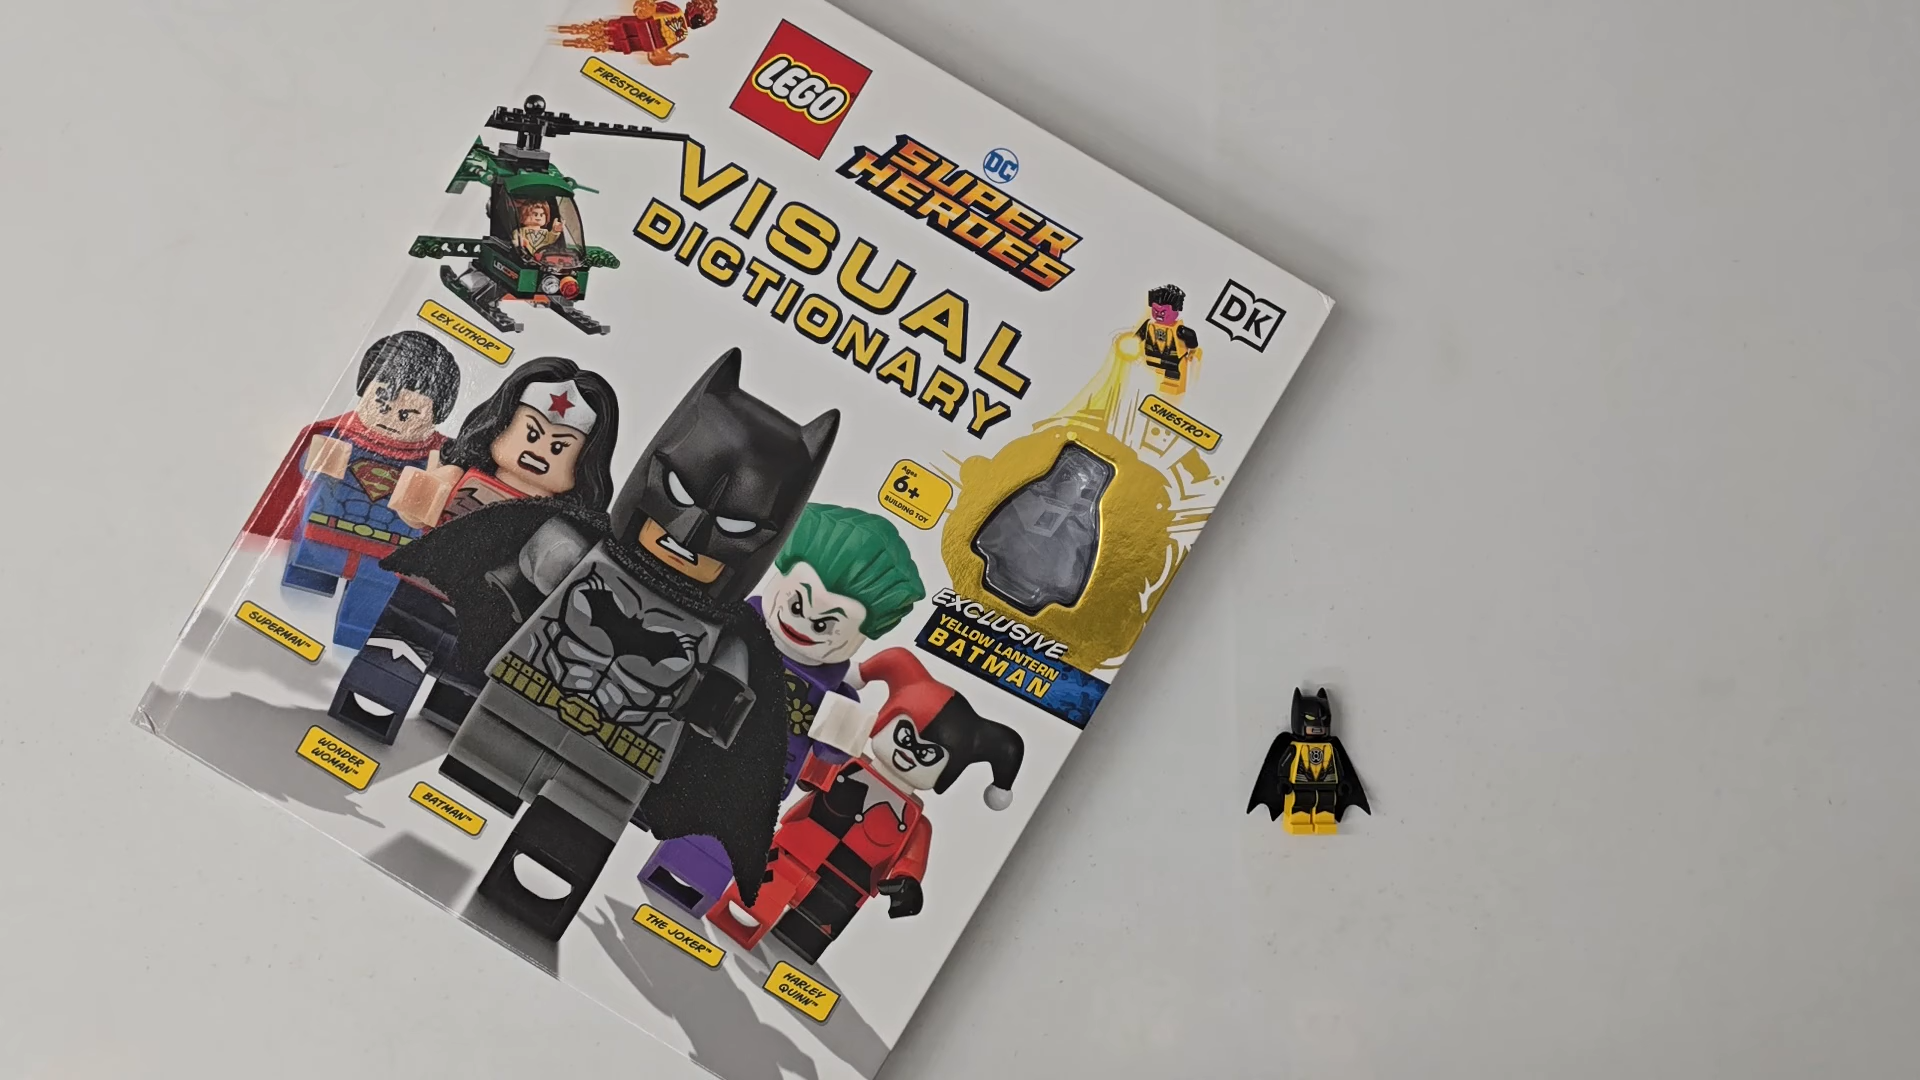 FIRESTORM™
LEGO
DC
SUPER
HEROES
VISUAL
DICTIONARY
DK
LEXCORP
LEX LUTHOR™
SINESTRO™
Ages
6+
BUILDING TOY
EXCLUSIVE
YELLOW LANTERN
BATMAN
SUPERMAN™
WONDER
WOMAN™
BATMAN™
THE JOKER™
HARLEY
QUINN™